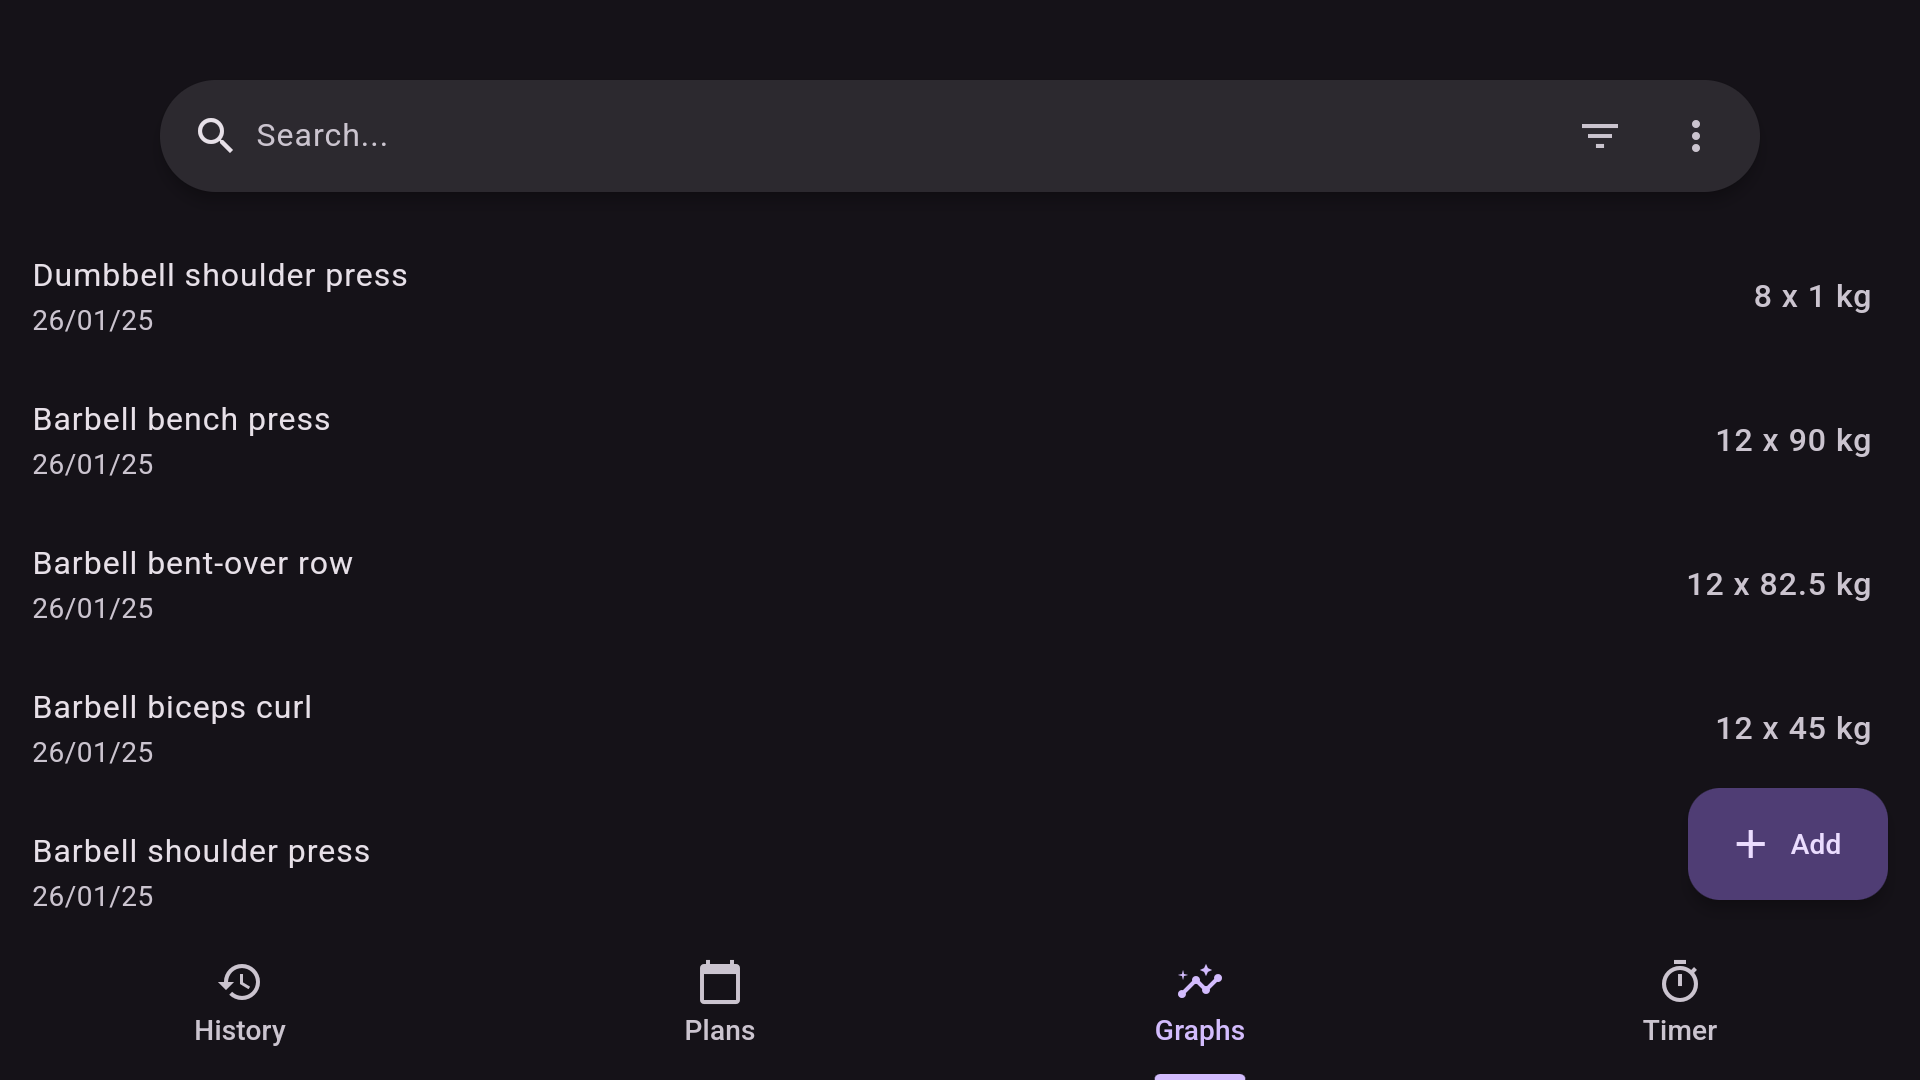 Search...
Dumbbell shoulder press
26/01/25
8 x 1 kg
Barbell bench press
26/01/25
12 x 90 kg
Barbell bent-over row
26/01/25
12 x 82.5 kg
Barbell biceps curl
26/01/25
12 x 45 kg
Barbell shoulder press
26/01/25
Add
History
Plans
Graphs
Timer